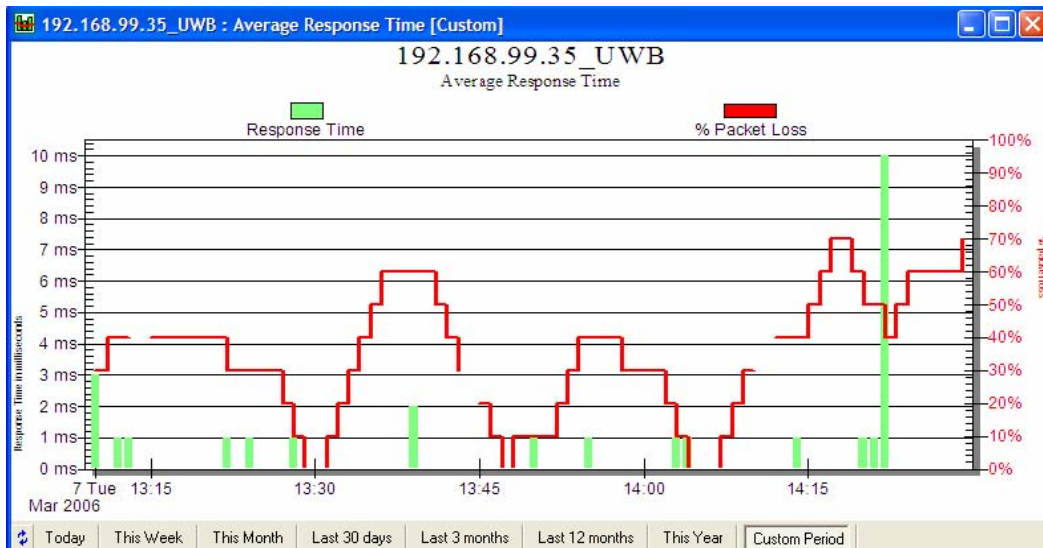 192.168.99.35_UWB : Average Response Time [Custom]
192.168.99.35_UWB
Average Response Time
Response Time
% Packet Loss
10 ms
9 ms
8 ms
7 ms
6 ms
5 ms
4 ms
3 ms
2 ms
1 ms
0 ms
Response Time in milliseconds
100%
90%
80%
70%
60%
50%
40%
30%
20%
10%
0%
7 Tue 13:15 13:30 13:45 14:00 14:15
Mar 2006
Today This Week This Month Last 30 days Last 3 months Last 12 months This Year Custom Period